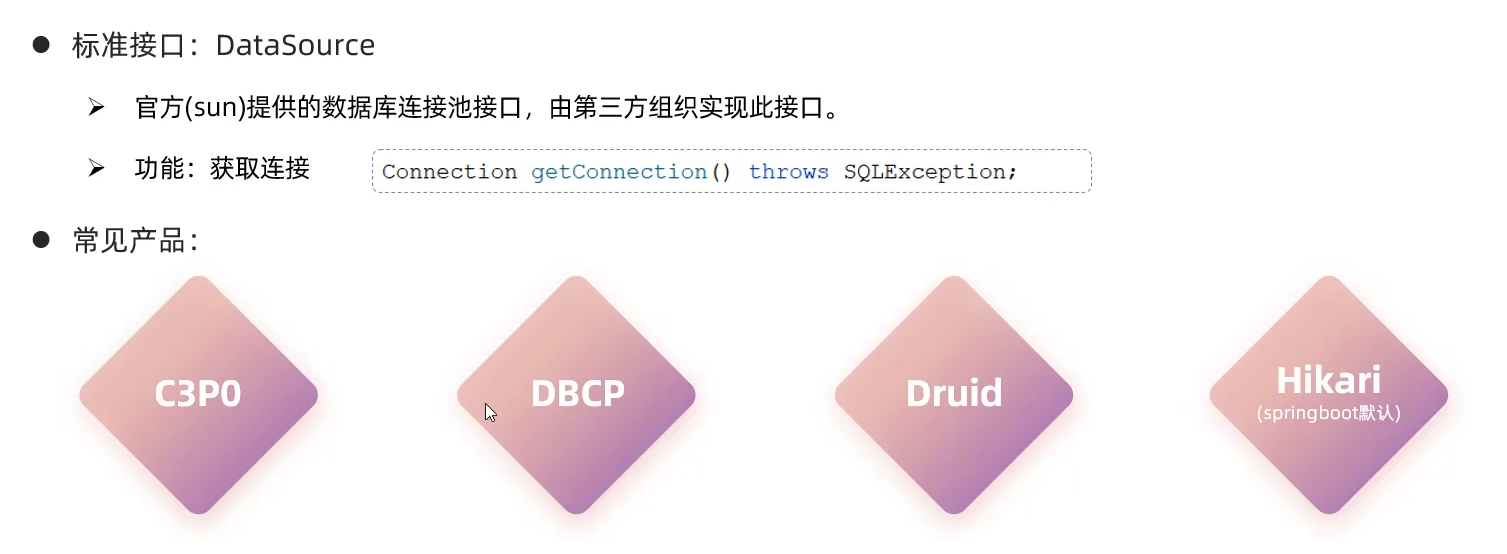 标准接口：DataSource
官方(sun)提供的数据库连接池接口，由第三方组织实现此接口。
功能：获取连接
Connection getConnection() throws SQLException;
常见产品：
C3P0
DBCP
Druid
Hikari
(springboot默认)